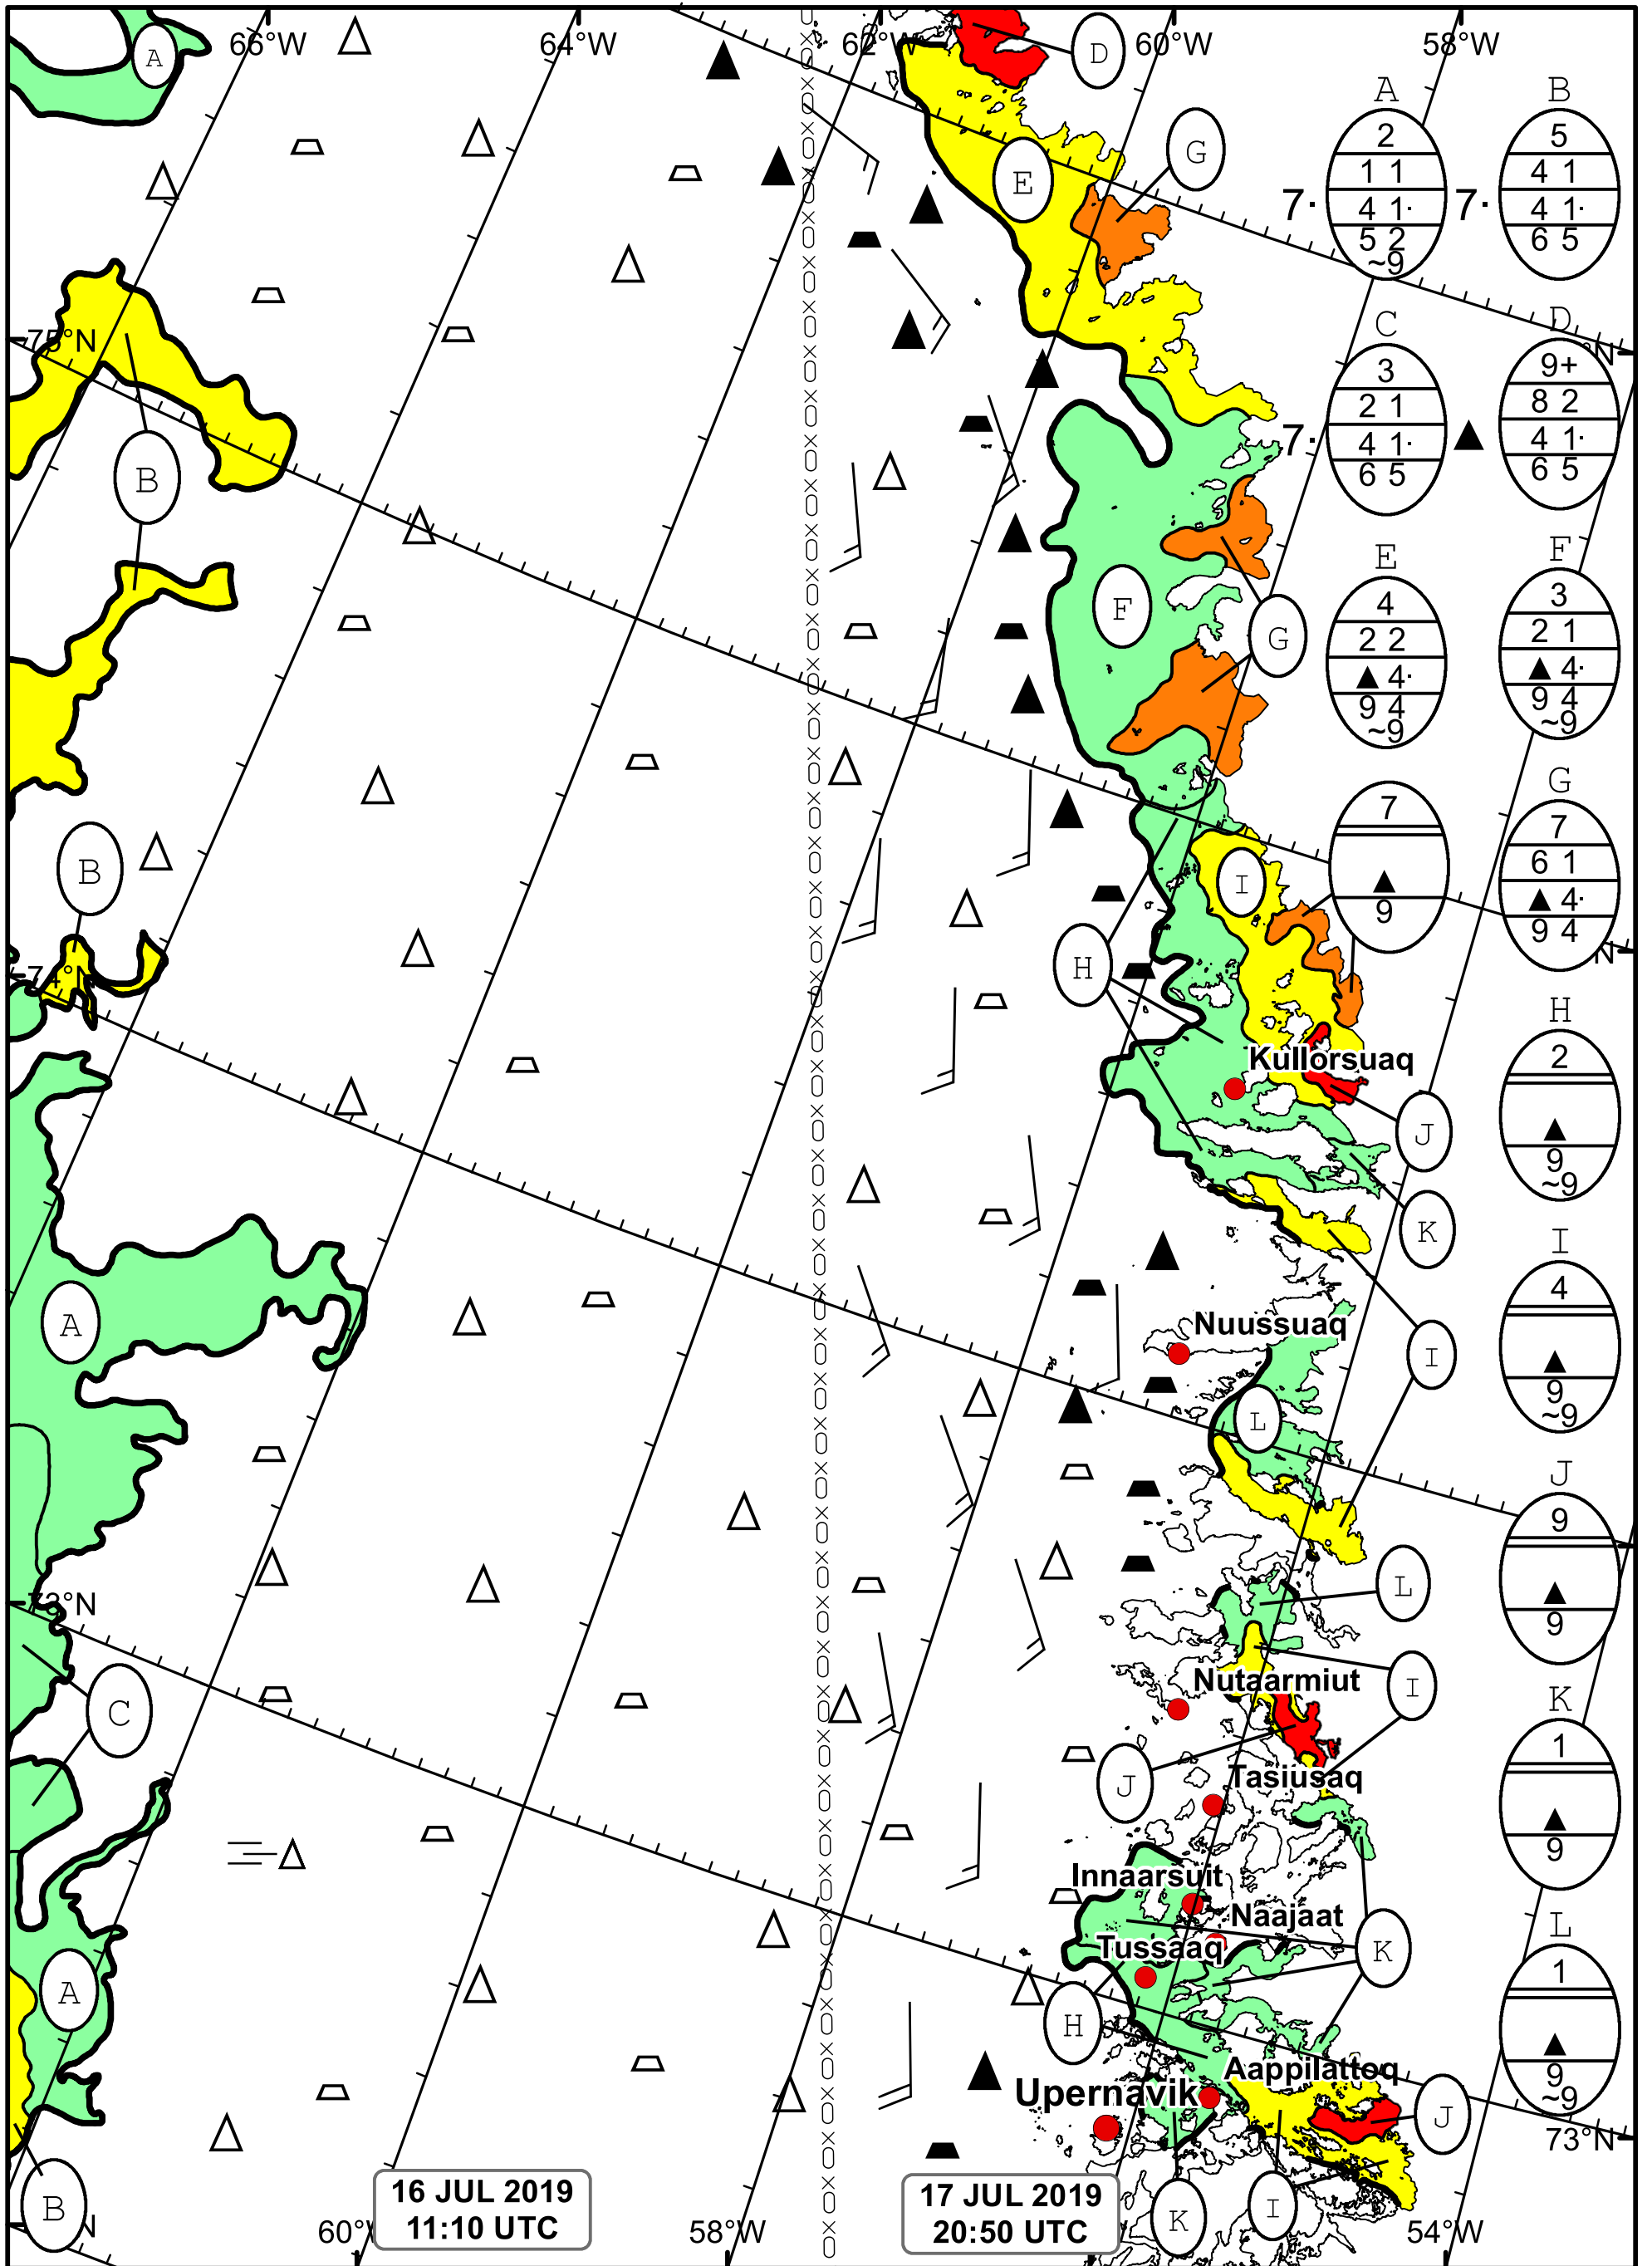 66°W
64°W
62°W
60°W
58°W
A
D
G
E
A
2
1 1
4 1·
5 2
~9
7·
B
5
4 1
4 1·
6 5
7·
75°N
C
3
2 1
4 1·
6 5
7·
D
9+
8 2
4 1·
6 5
B
F
G
E
4
2 2
▲ 4·
9 4
~9
F
3
2 1
▲ 4·
9 4
~9
7
▲
9
G
7
6 1
▲ 4·
9 4
B
I
74°N
H
H
2
▲
9
~9
Kullorsuaq
J
K
A
Nuussuaq
I
I
4
▲
9
~9
L
J
9
▲
9
73°N
L
C
Nutaarmiut
I
K
1
▲
9
J
Tasiusaq
Innaarsuit
Naajaat
Tussaaq
K
A
H
L
1
▲
9
~9
Aappilattoq
Upernavik
J
73°N
B
16 JUL 2019
11:10 UTC
17 JUL 2019
20:50 UTC
K
I
60°W
58°W
54°W